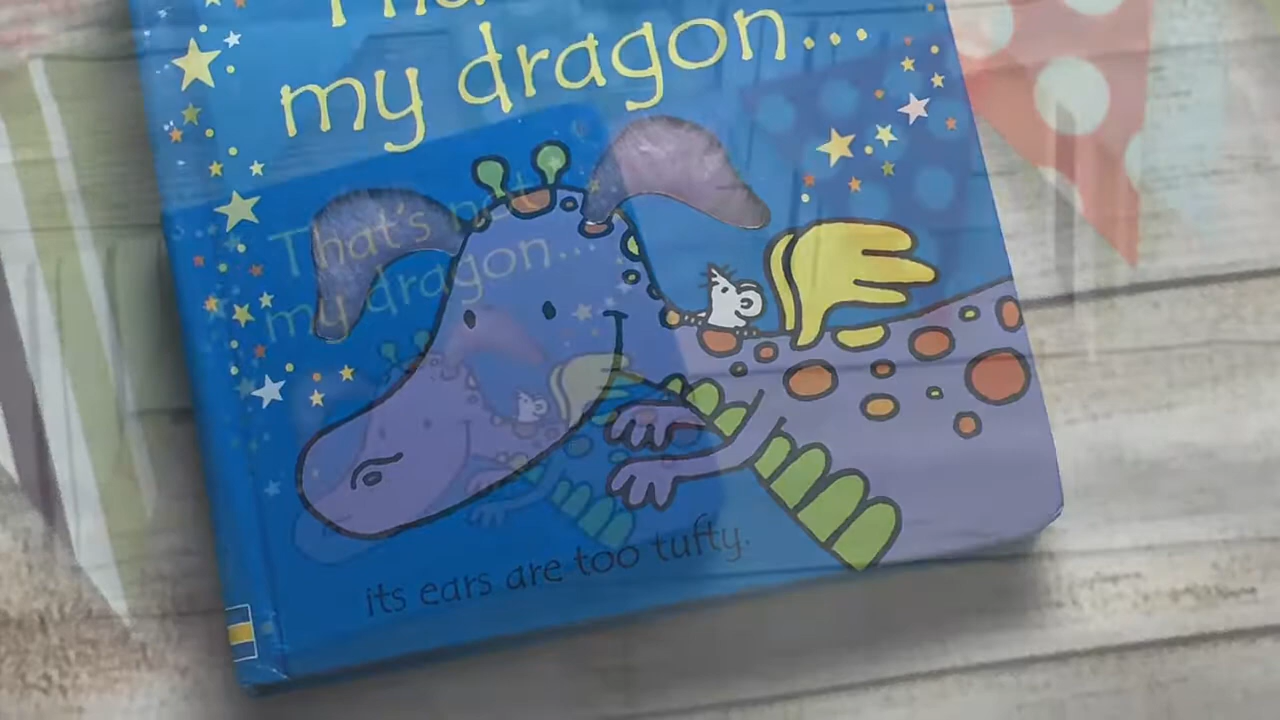 my dragon...
That's not
my dragon...
its ears are too tufty.